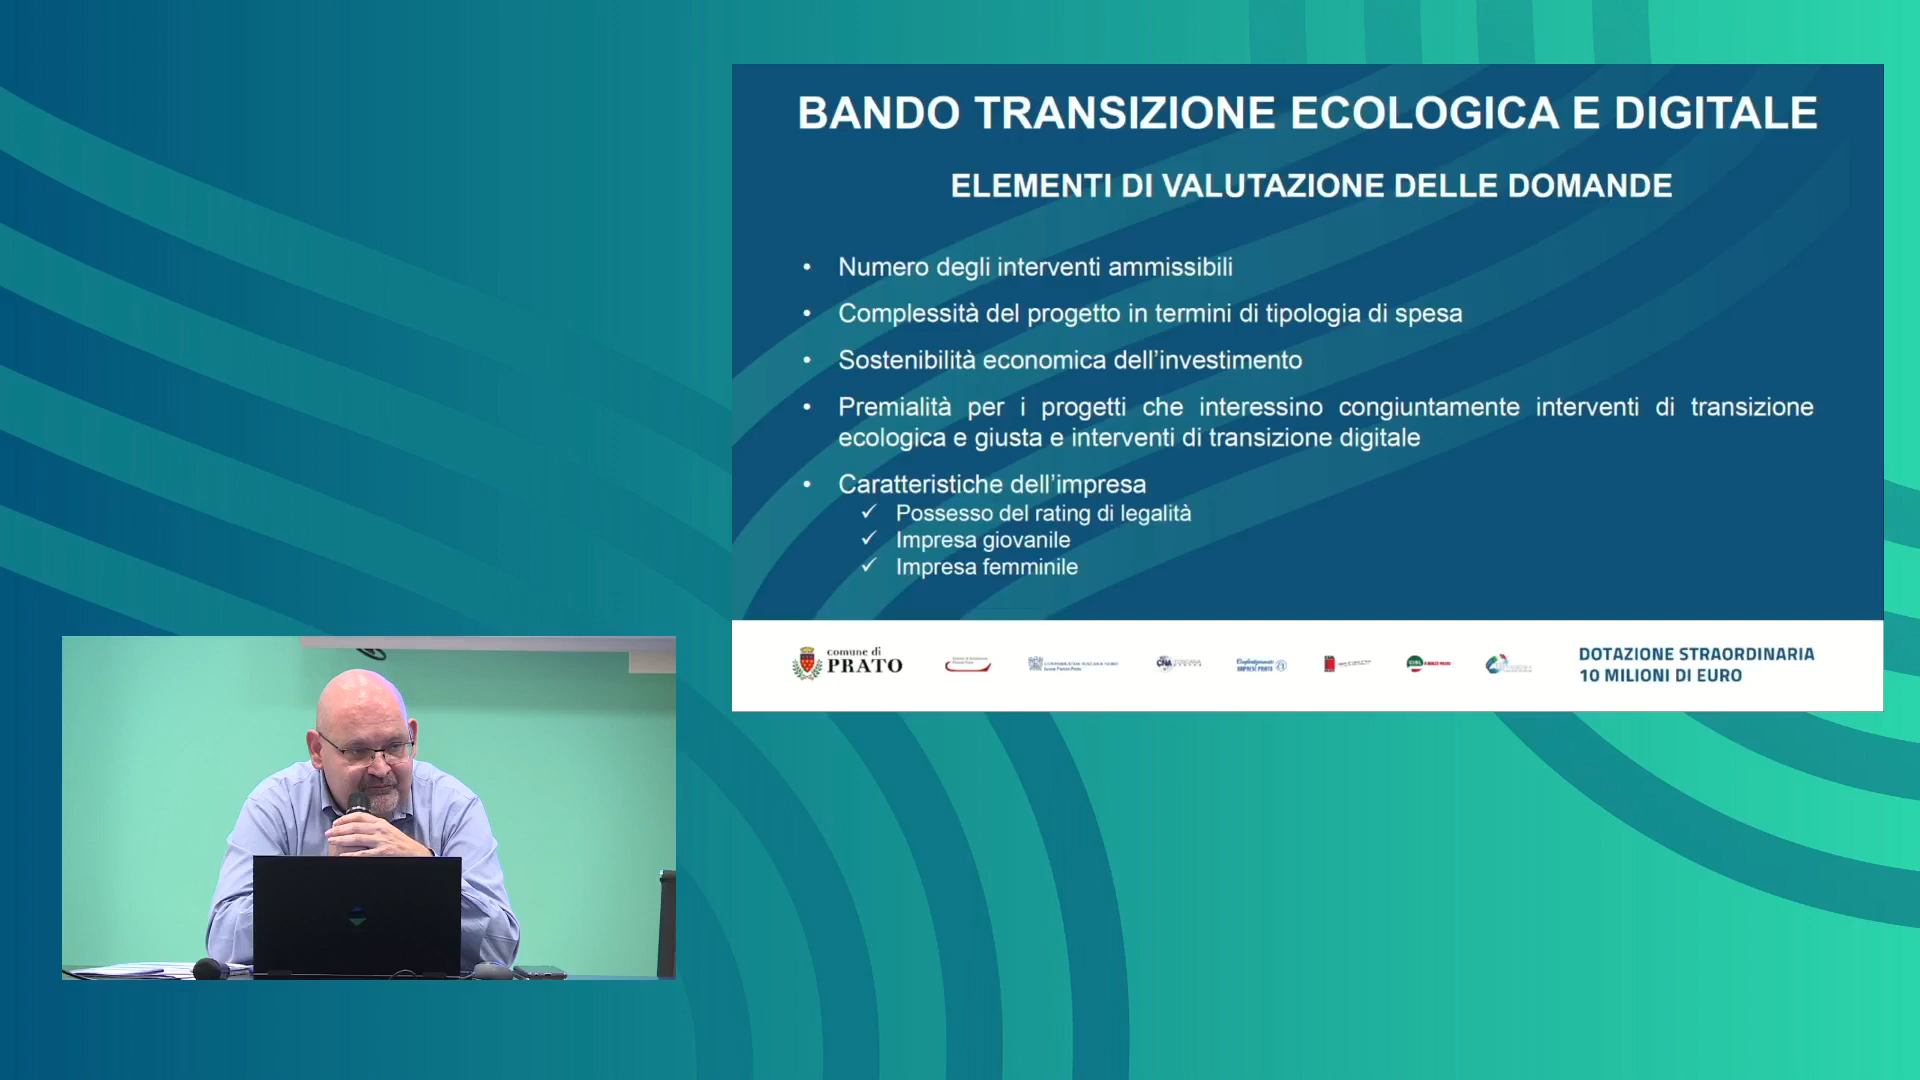 BANDO TRANSIZIONE ECOLOGICA E DIGITALE
ELEMENTI DI VALUTAZIONE DELLE DOMANDE
• Numero degli interventi ammissibili
• Complessità del progetto in termini di tipologia di spesa
• Sostenibilità economica dell’investimento
• Premialità per i progetti che interessino congiuntamente interventi di transizione
ecologica e giusta e interventi di transizione digitale
• Caratteristiche dell’impresa
✓ Possesso del rating di legalità
✓ Impresa giovanile
✓ Impresa femminile
comune di
PRATO
CNA
DOTAZIONE STRAORDINARIA
10 MILIONI DI EURO